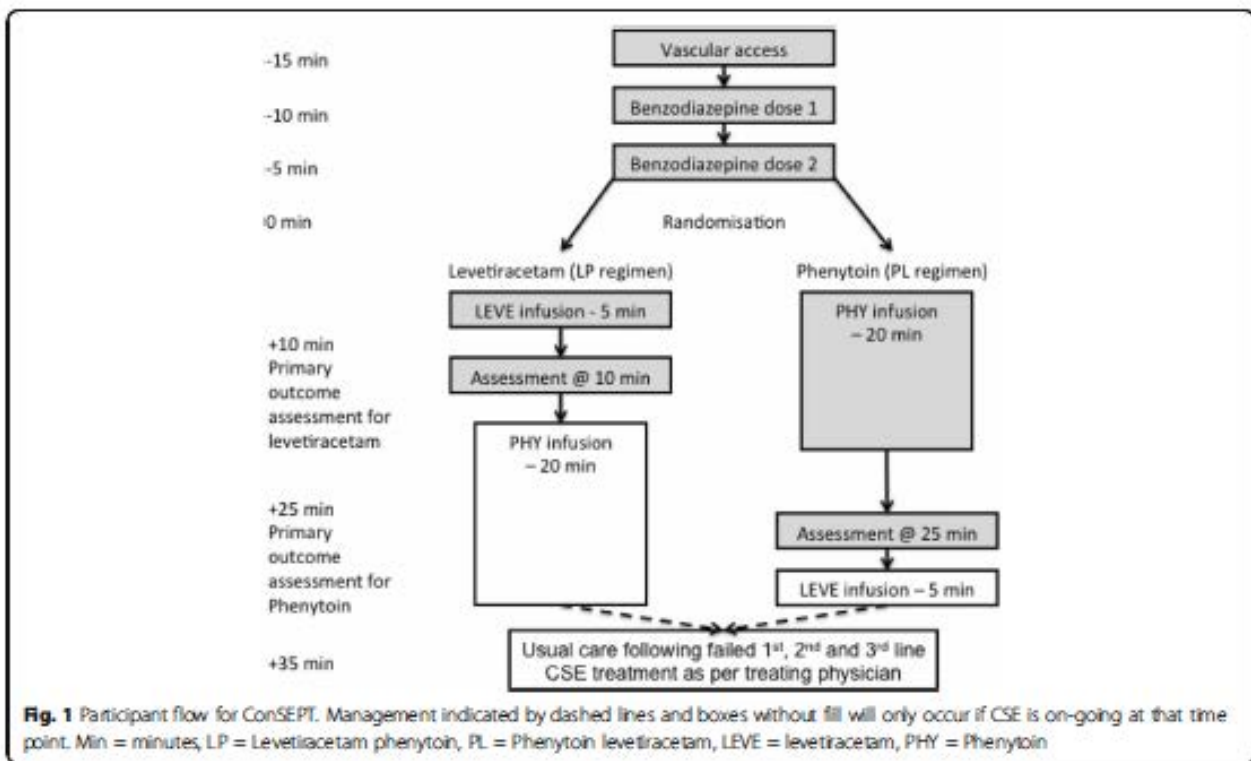 -15 min
Vascular access
-10 min
Benzodiazepine dose 1
-5 min
Benzodiazepine dose 2
0 min
Randomisation
Levetiracetam (LP regimen)
Phenytoin (PL regimen)
LEVE infusion - 5 min
PHY infusion
– 20 min
+10 min
Primary
outcome
assessment for
levetiracetam
Assessment @ 10 min
PHY infusion
– 20 min
+25 min
Primary
outcome
assessment for
Phenytoin
Assessment @ 25 min
LEVE infusion – 5 min
+35 min
Usual care following failed 1st, 2nd and 3rd line
CSE treatment as per treating physician
Fig. 1 Participant flow for ConSEPT. Management indicated by dashed lines and boxes without fill will only occur if CSE is on-going at that time
point. Min = minutes, LP = Levetiracetam phenytoin, PL = Phenytoin levetiracetam, LEVE = levetiracetam, PHY = Phenytoin